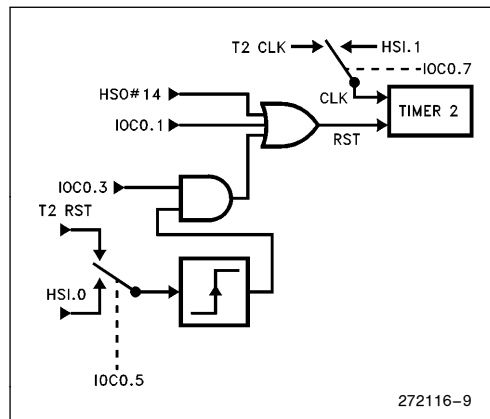 T2 CLK
HSI.1
IOC0.7
HSO#14
CLK
TIMER 2
IOC0.1
RST
IOC0.3
T2 RST
HSI.0
IOC0.5
272116-9